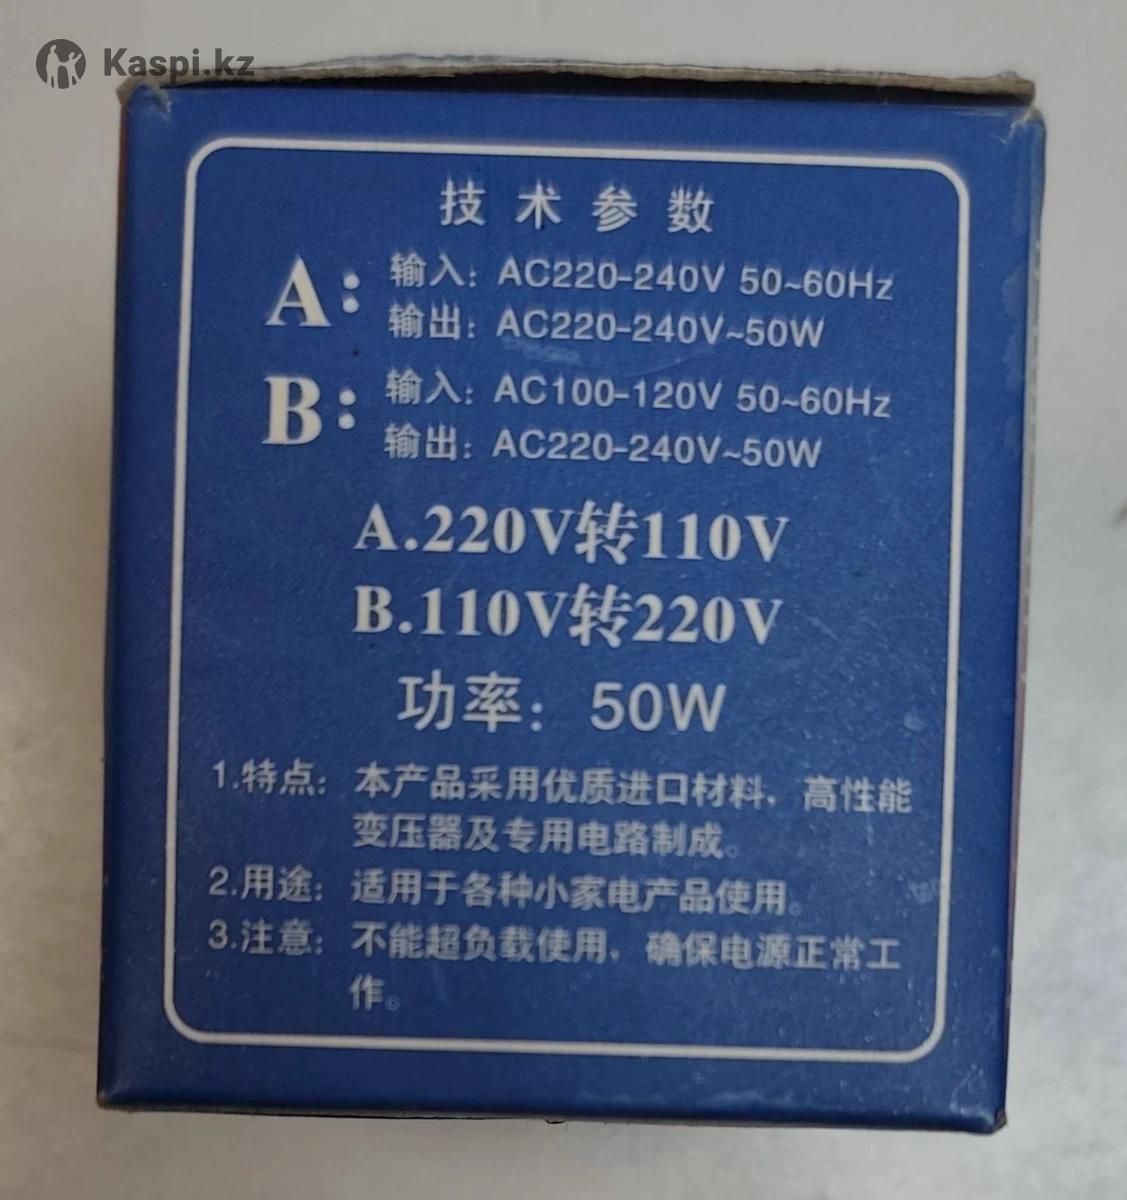 Kaspi.kz
技术参数
A: 输入: AC220-240V 50~60Hz
输出: AC220-240V~50W
B: 输入: AC100-120V 50~60Hz
输出: AC220-240V~50W
A.220V转110V
B.110V转220V
功率: 50W
1.特点: 本产品采用优质进口材料、高性能
变压器及专用电路制成。
2.用途: 适用于各种小家电产品使用。
3.注意: 不能超负载使用、确保电源正常工
作。